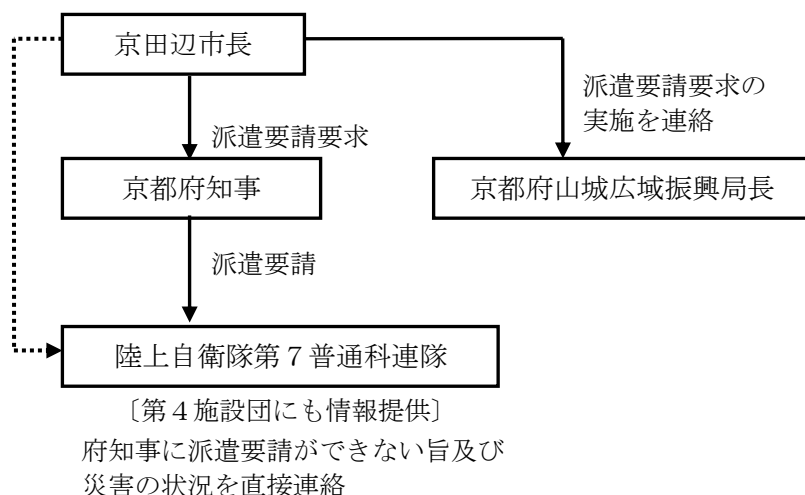 京田辺市長
派遣要請要求の
実施を連絡
派遣要請要求
京都府知事
京都府山城広域振興局長
派遣要請
陸上自衛隊第７普通科連隊
〔第４施設団にも情報提供〕
府知事に派遣要請ができない旨及び
災害の状況を直接連絡